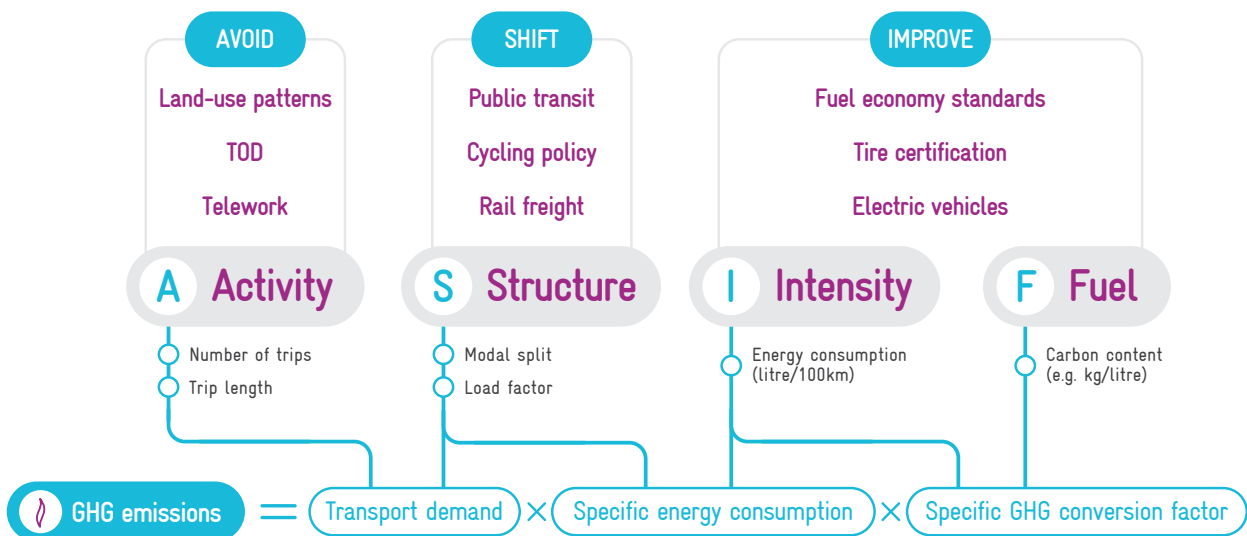 AVOID
Land-use patterns
TOD
Telework
SHIFT
Public transit
Cycling policy
Rail freight
IMPROVE
Fuel economy standards
Tire certification
Electric vehicles
A Activity
Number of trips
Trip length
S Structure
Modal split
Load factor
I Intensity
Energy consumption
(litre/100km)
F Fuel
Carbon content
(e.g. kg/litre)
GHG emissions = Transport demand × Specific energy consumption × Specific GHG conversion factor